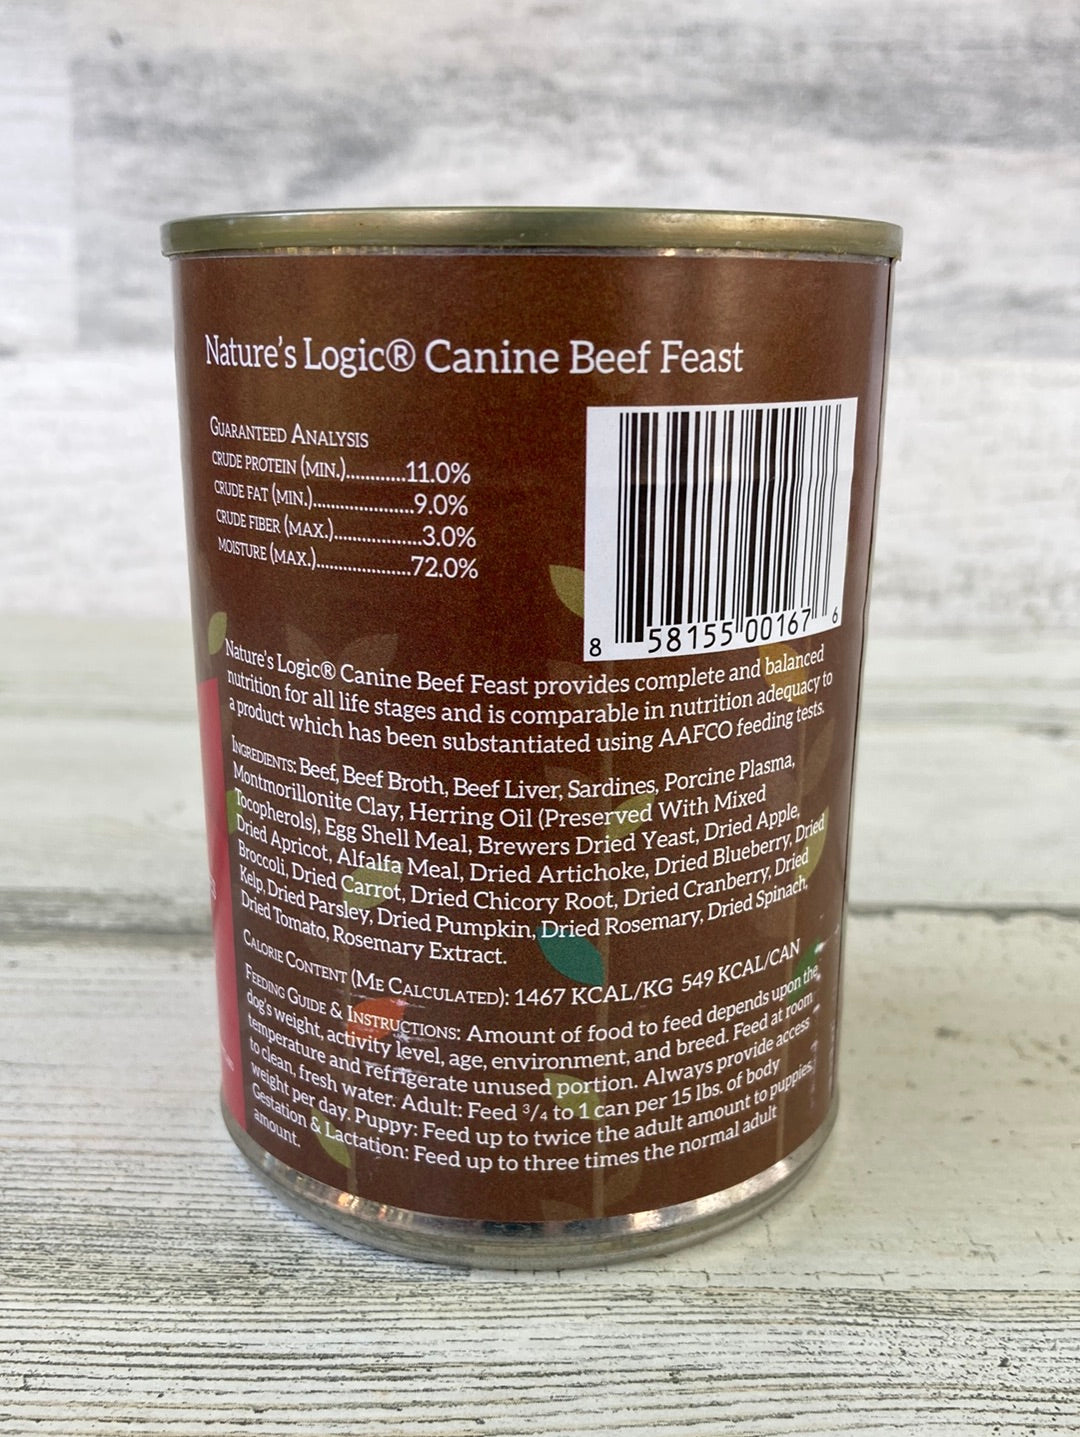 Nature's Logic® Canine Beef Feast
GUARANTEED ANALYSIS
CRUDE PROTEIN (MIN.)............11.0%
CRUDE FAT (MIN.)....................9.0%
CRUDE FIBER (MAX.)..................3.0%
MOISTURE (MAX.)...................72.0%
8 58155 00167 6
Nature's Logic® Canine Beef Feast provides complete and balanced
nutrition for all life stages and is comparable in nutrition adequacy to
a product which has been substantiated using AAFCO feeding tests.
INGREDIENTS: Beef, Beef Broth, Beef Liver, Sardines, Porcine Plasma,
Montmorillonite Clay, Herring Oil (Preserved With Mixed
Tocopherols), Egg Shell Meal, Brewers Dried Yeast, Dried Apple,
Dried Apricot, Alfalfa Meal, Dried Artichoke, Dried Blueberry, Dried
Broccoli, Dried Carrot, Dried Chicory Root, Dried Cranberry, Dried
Kelp, Dried Parsley, Dried Pumpkin, Dried Rosemary, Dried Spinach,
Dried Tomato, Rosemary Extract.
CALORIE CONTENT (ME CALCULATED): 1467 KCAL/KG 549 KCAL/CAN
FEEDING GUIDE & INSTRUCTIONS: Amount of food to feed depends upon the
dog's weight, activity level, age, environment, and breed. Feed at room
temperature and refrigerate unused portion. Always provide access
to clean, fresh water. Adult: Feed 3/4 to 1 can per 15 lbs. of body
weight per day. Puppy: Feed up to twice the adult amount to puppies.
Gestation & Lactation: Feed up to three times the normal adult
amount.